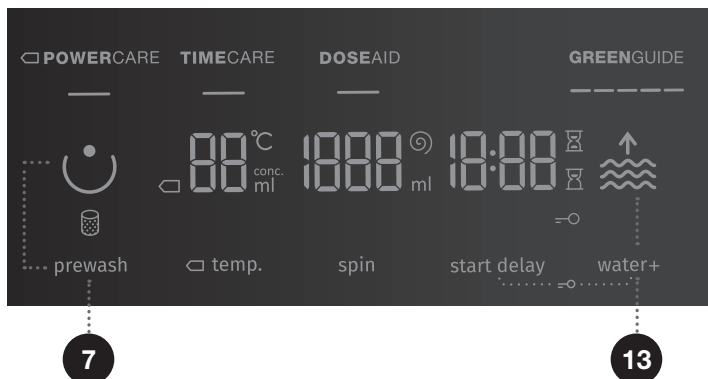 POWERCARE TIMECARE DOSEAID GREENGUIDE
88 °C 1888 18:88
conc.
ml ml
prewash temp. spin start delay water+
7 13